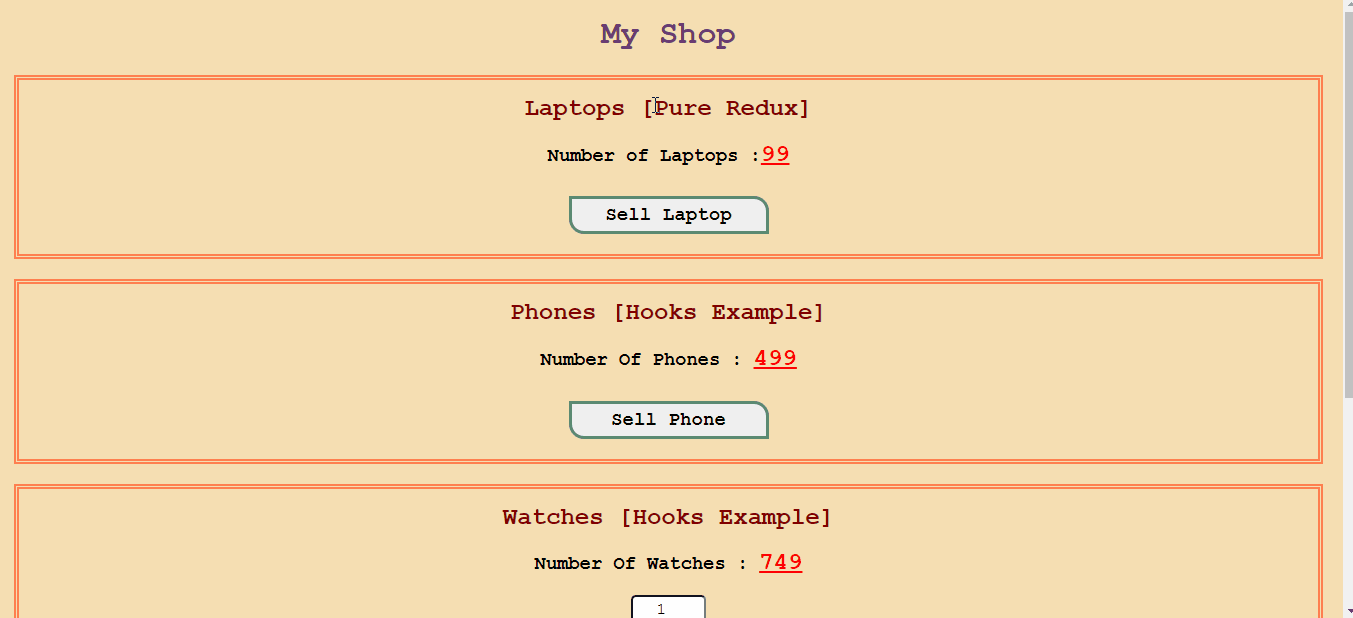 My Shop
Laptops [Pure Redux]
Number of Laptops :99
Sell Laptop
Phones [Hooks Example]
Number Of Phones : 499
Sell Phone
Watches [Hooks Example]
Number Of Watches : 749
1